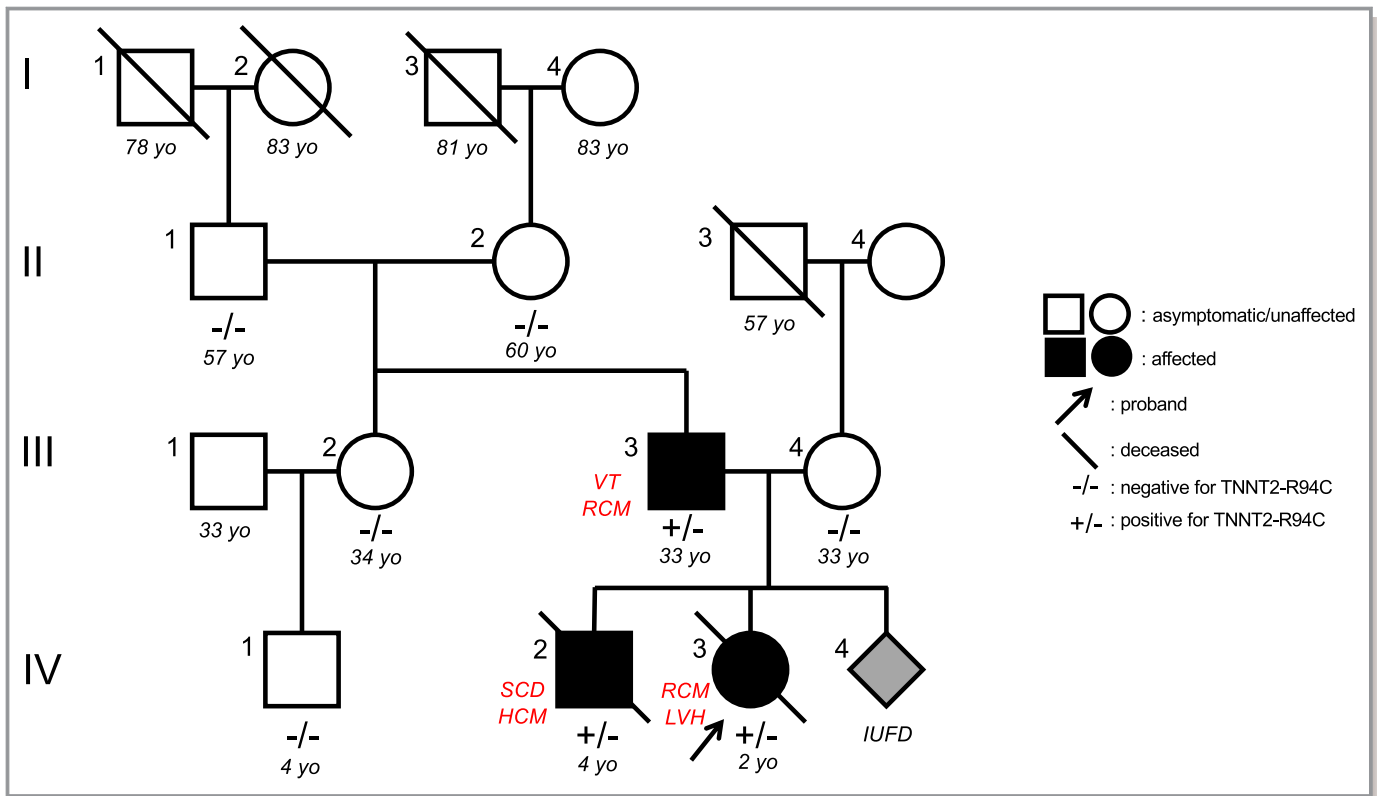 I
1
2
3
4
78 yo
83 yo
81 yo
83 yo
II
1
2
3
4
-/-
57 yo
-/-
60 yo
57 yo
III
1
2
3
4
VT
RCM
33 yo
-/-
34 yo
+/-
33 yo
-/-
33 yo
IV
1
2
3
4
SCD
HCM
RCM
LVH
IUFD
-/-
4 yo
+/-
4 yo
+/-
2 yo
: asymptomatic/unaffected
: affected
: proband
: deceased
-/- : negative for TNNT2-R94C
+/- : positive for TNNT2-R94C